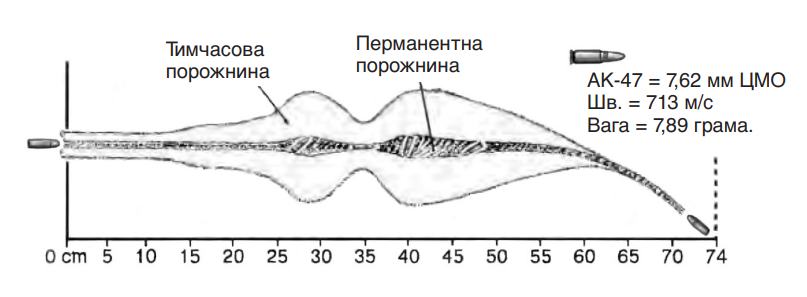 Тимчасова
порожнина
Перманентна
порожнина
АК-47 = 7,62 мм ЦМО
Шв. = 713 м/с
Вага = 7,89 грама.
0 cm 5 10 15 20 25 30 35 40 45 50 55 60 65 70 74